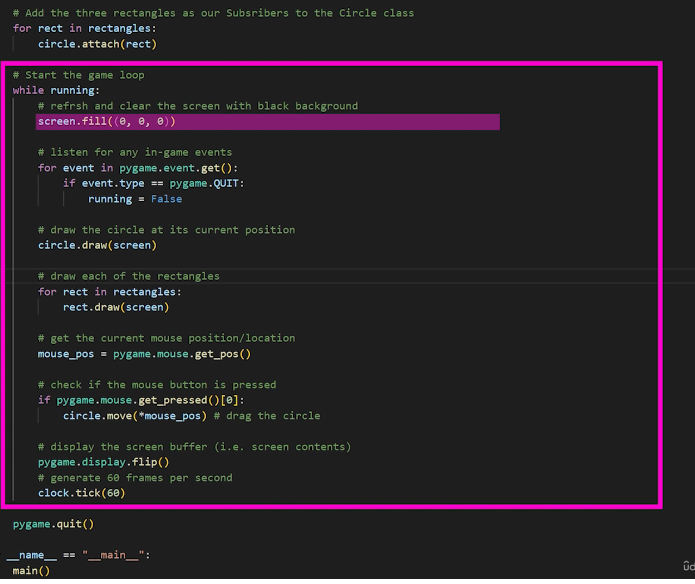 # Add the three rectangles as our Subsribers to the Circle class
for rect in rectangles:
circle.attach(rect)
# Start the game loop
while running:
# refrsh and clear the screen with black background
screen.fill((0, 0, 0))
# listen for any in-game events
for event in pygame.event.get():
if event.type == pygame.QUIT:
running = False
# draw the circle at its current position
circle.draw(screen)
# draw each of the rectangles
for rect in rectangles:
rect.draw(screen)
# get the current mouse position/location
mouse_pos = pygame.mouse.get_pos()
# check if the mouse button is pressed
if pygame.mouse.get_pressed()[0]:
circle.move(*mouse_pos) # drag the circle
# display the screen buffer (i.e. screen contents)
pygame.display.flip()
# generate 60 frames per second
clock.tick(60)
pygame.quit()
__name__ == "__main__":
main()